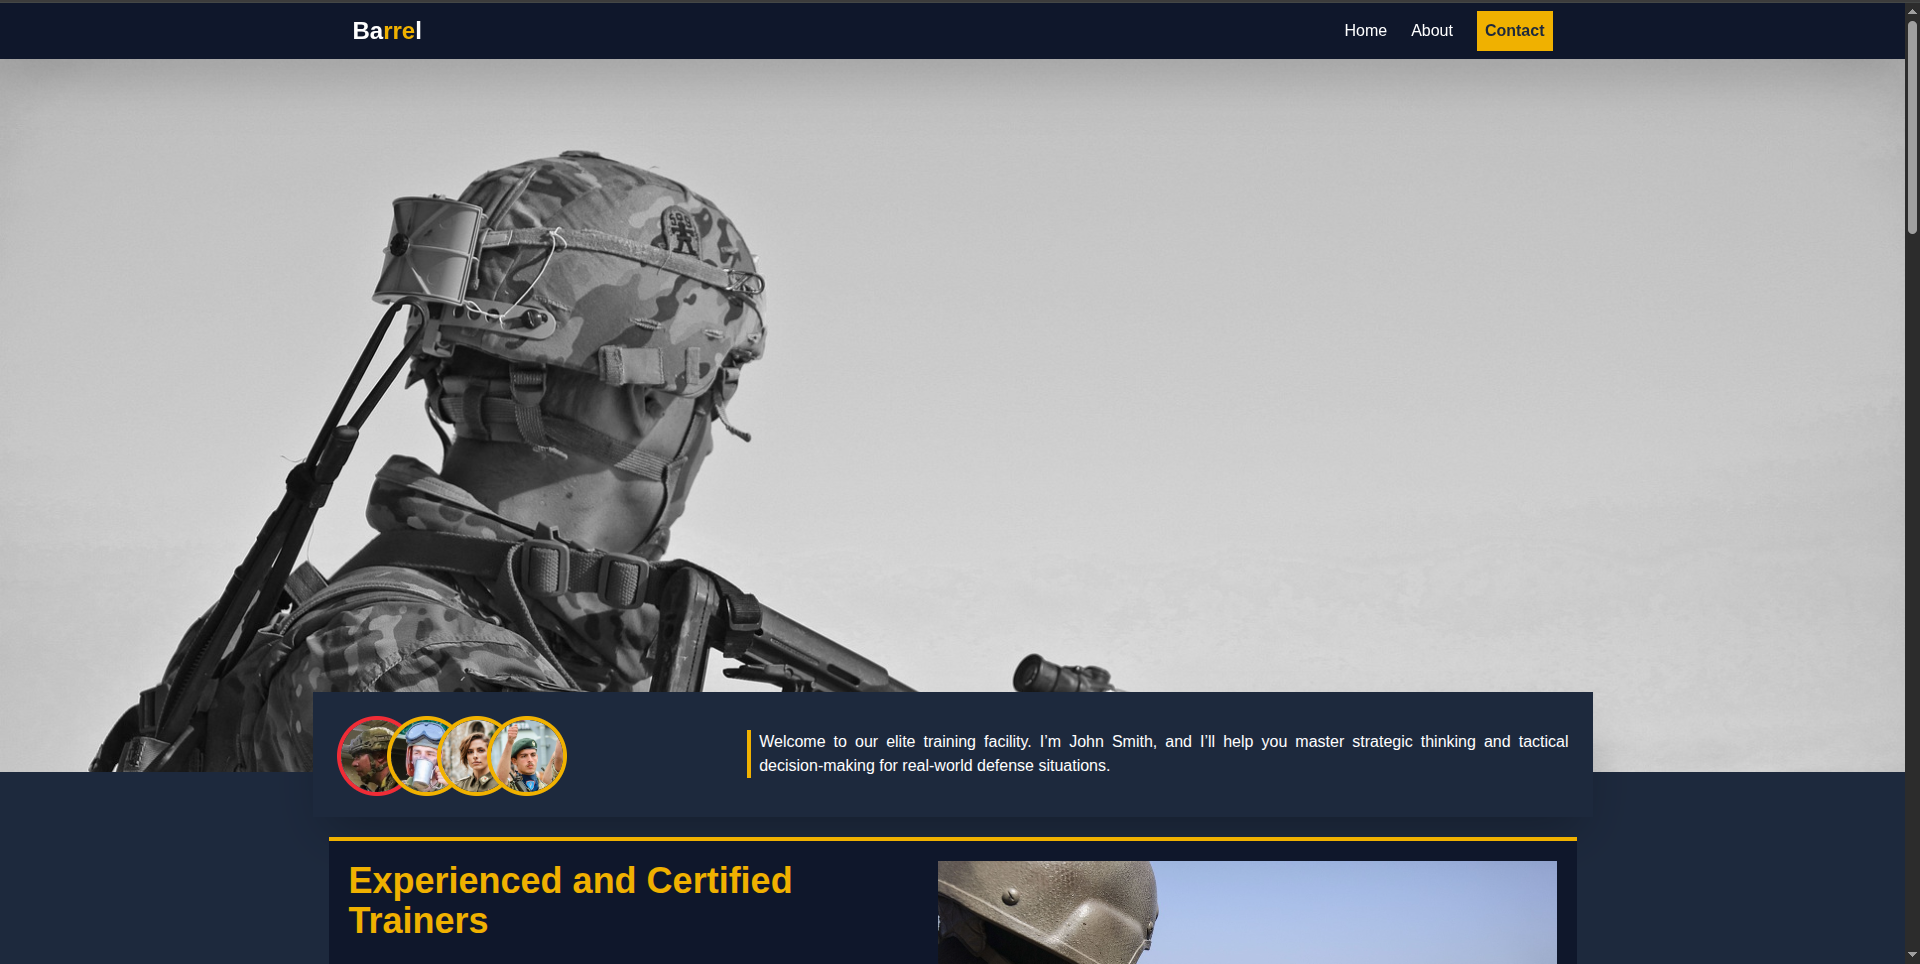 Barrel
Home About Contact
Welcome to our elite training facility. I’m John Smith, and I’ll help you master strategic thinking and tactical
decision-making for real-world defense situations.
Experienced and Certified
Trainers